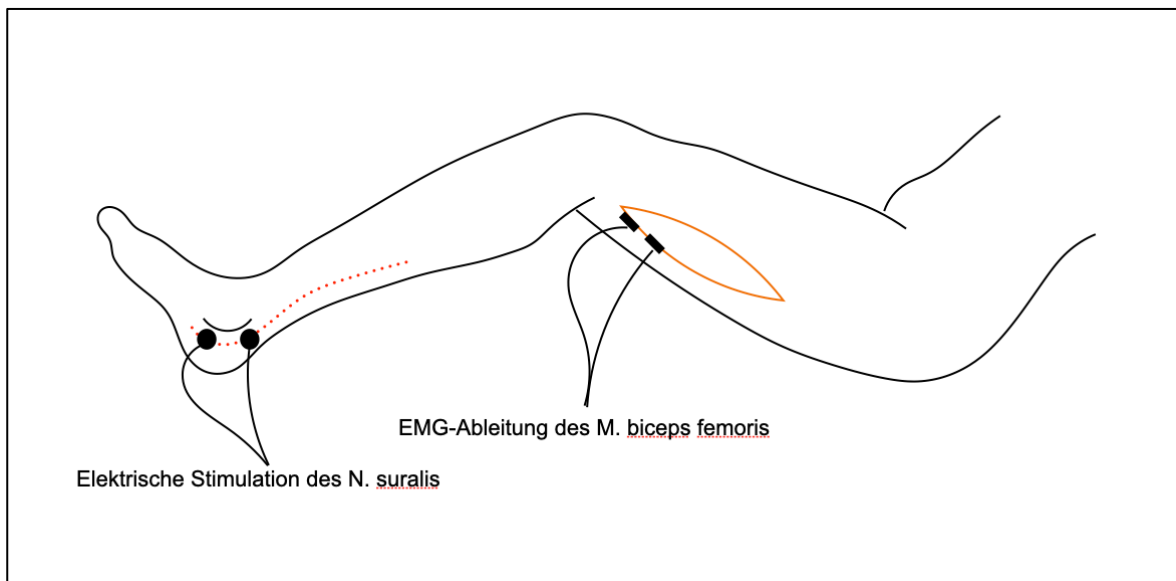 EMG-Ableitung des M. biceps femoris
Elektrische Stimulation des N. suralis